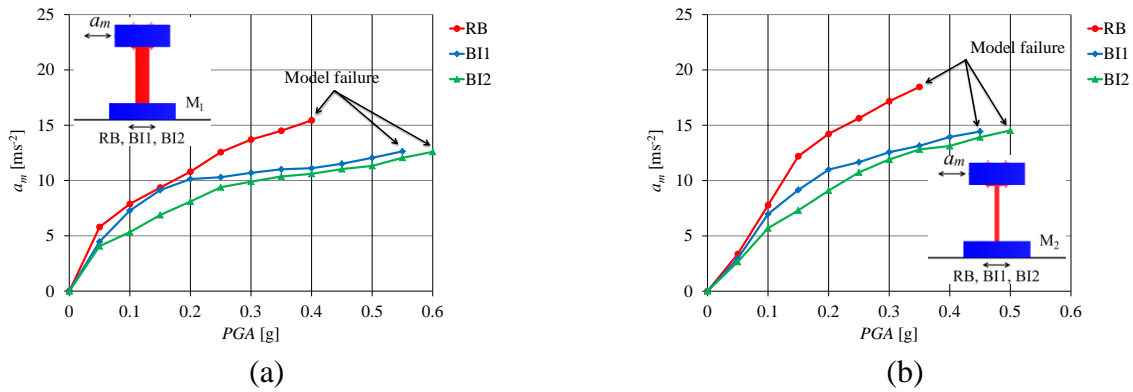 25
20
15
10
5
0
a_m [ms⁻²]
0 0.1 0.2 0.3 0.4 0.5 0.6
PGA [g]
a_m
M₁
RB, BI1, BI2
Model failure
RB
BI1
BI2
(a)
25
20
15
10
5
0
a_m [ms⁻²]
0 0.1 0.2 0.3 0.4 0.5 0.6
PGA [g]
Model failure
a_m
M₂
RB, BI1, BI2
RB
BI1
BI2
(b)